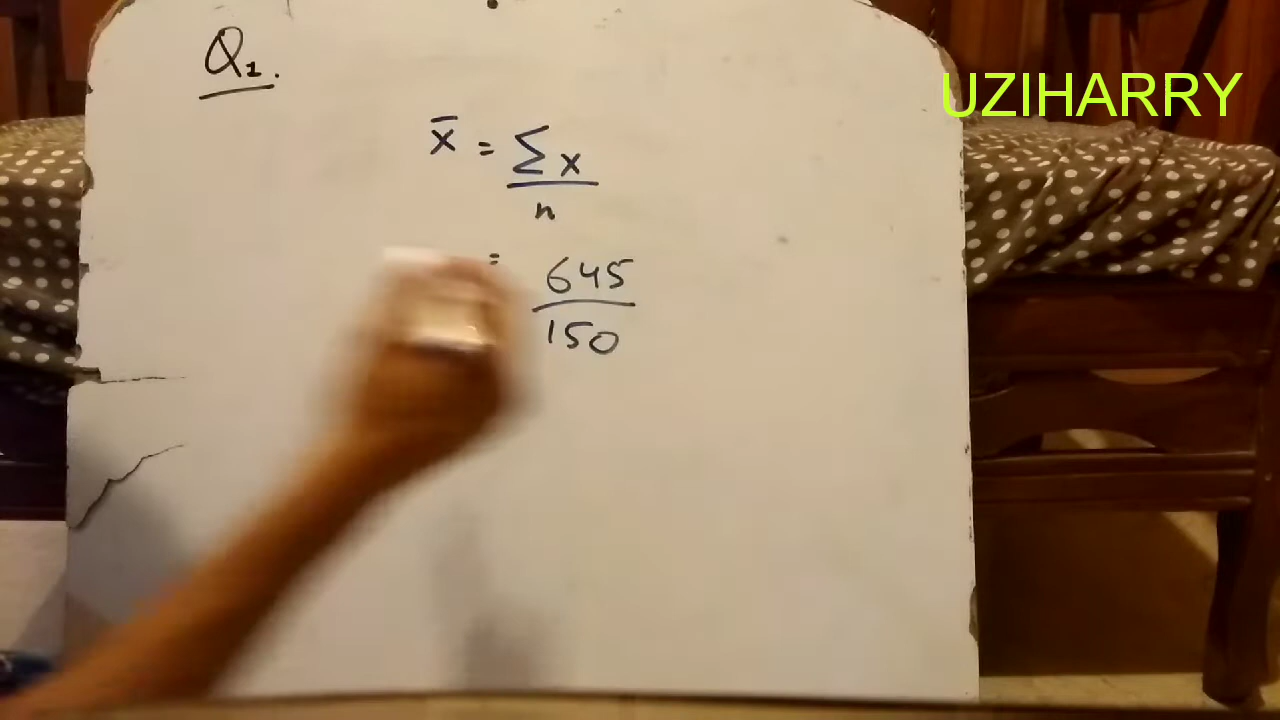 Q1.
UZIHARRY
x̄ = Σx
n
= 645
150